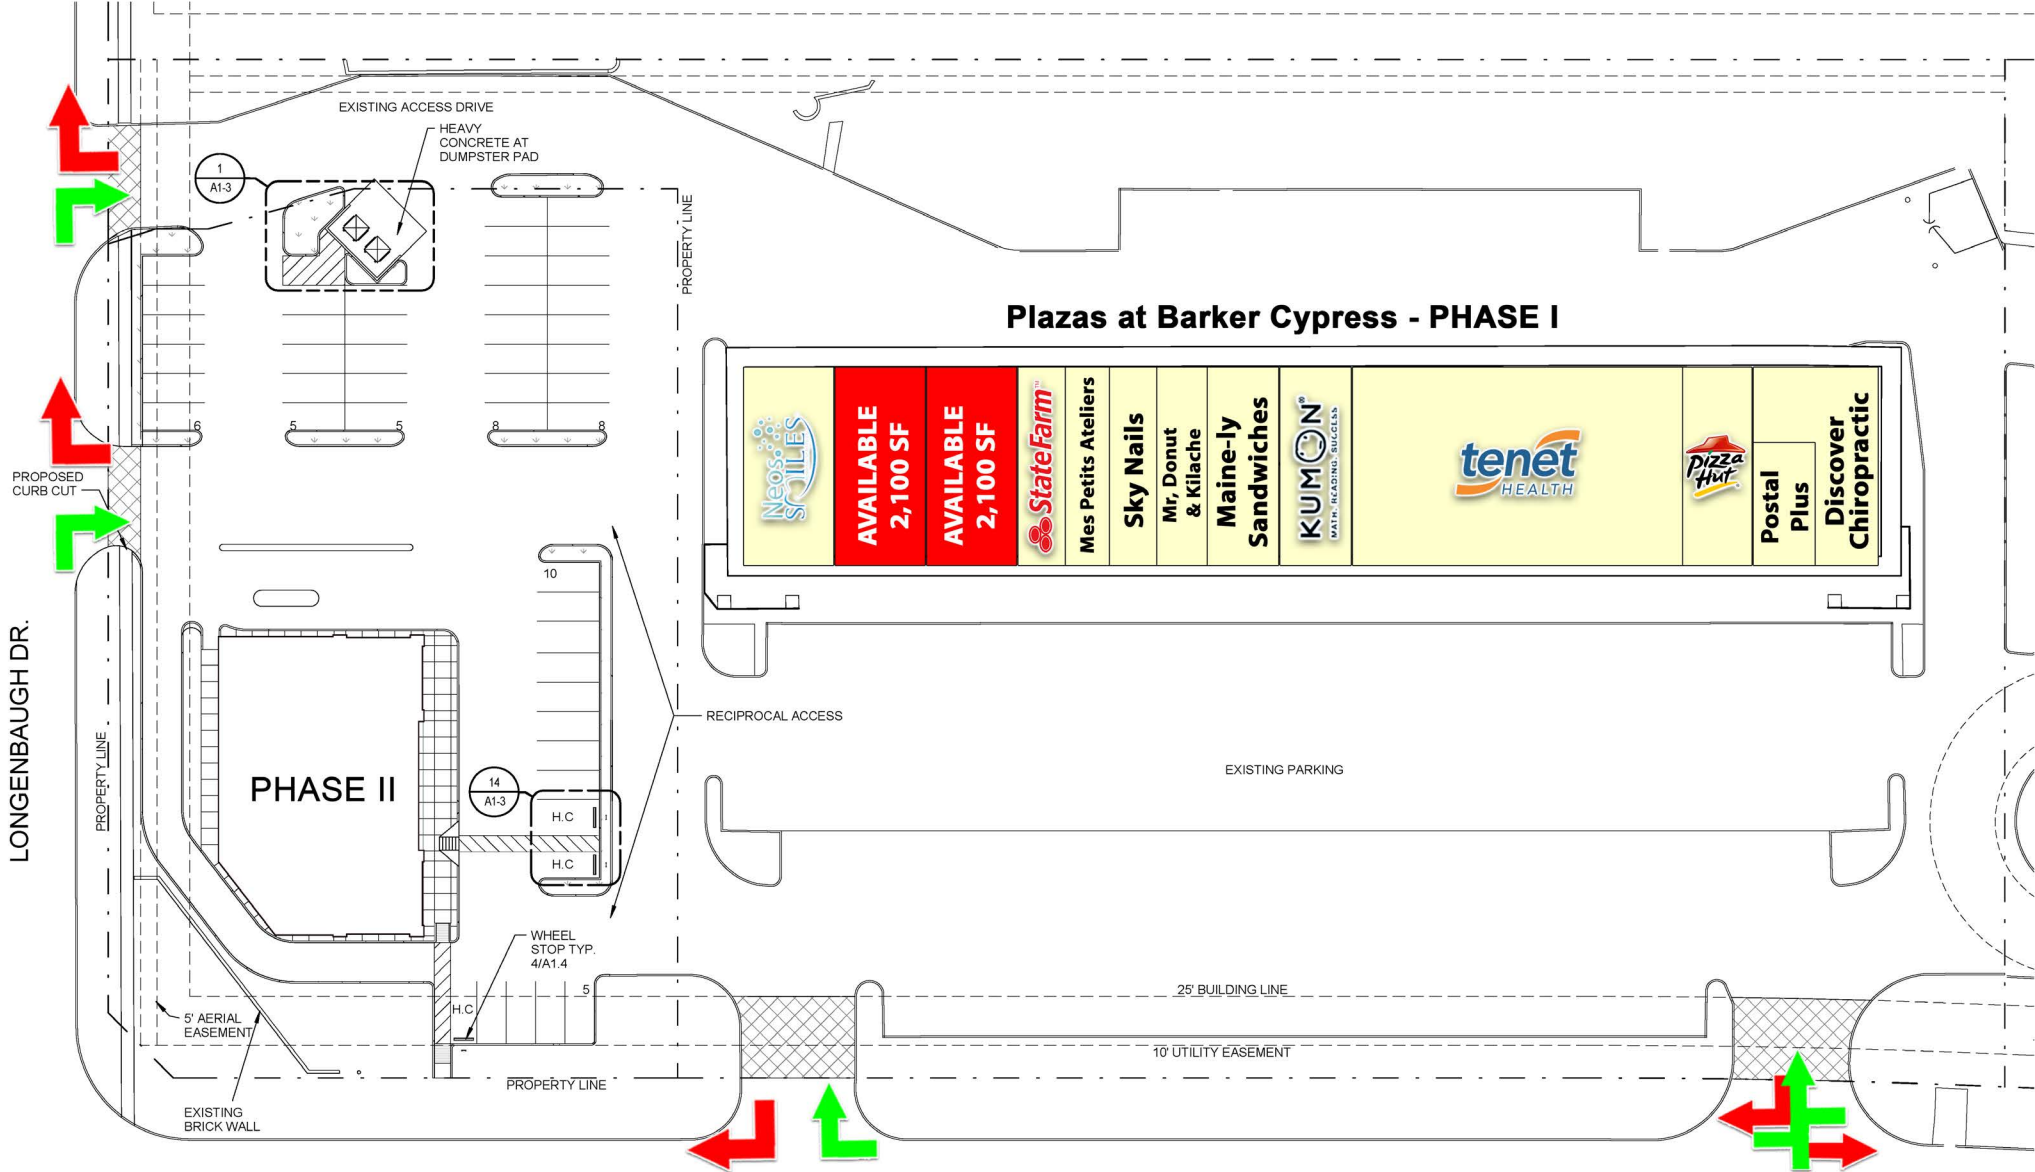 EXISTING ACCESS DRIVE
HEAVY
CONCRETE AT
DUMPSTER PAD
1
A1-3
PROPERTY LINE
Plazas at Barker Cypress - PHASE I
Neos
SMILES
AVAILABLE
2,100 SF
AVAILABLE
2,100 SF
StateFarm™
Mes Petits Ateliers
Sky Nails
Mr, Donut
& Kilache
Maine-ly
Sandwiches
KUMON®
MATH. READING. SUCCESS
tenet
HEALTH
Pizza
Hut
Postal
Plus
Discover
Chiropractic
6
5
5
8
8
PROPOSED
CURB CUT
10
LONGENBAUGH DR.
PROPERTY LINE
PHASE II
RECIPROCAL ACCESS
EXISTING PARKING
14
A1-3
H.C
H.C
WHEEL
STOP TYP.
4/A1.4
5
H.C
25' BUILDING LINE
5' AERIAL
EASEMENT
10' UTILITY EASEMENT
PROPERTY LINE
EXISTING
BRICK WALL